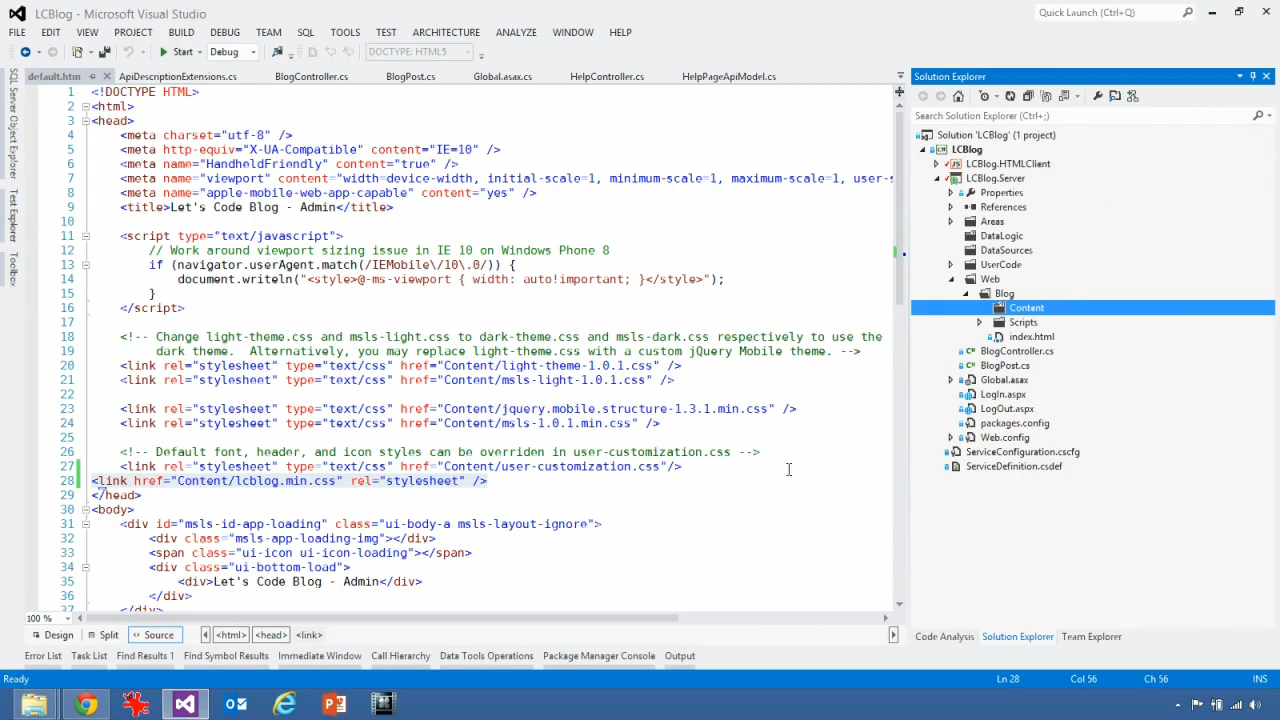 LCBlog - Microsoft Visual Studio
Quick Launch (Ctrl+Q)
FILE EDIT VIEW PROJECT BUILD DEBUG TEAM SQL TOOLS TEST ARCHITECTURE ANALYZE WINDOW HELP
Start Debug DOCTYPE: HTML5
SQL Server Object Explorer
Test Explorer
Toolbox
default.htm ApiDescriptionExtensions.cs BlogController.cs BlogPost.cs Global.asax.cs HelpController.cs HelpPageApiModel.cs
1 <!DOCTYPE HTML>
2 <html>
3 <head>
4 <meta charset="utf-8" />
5 <meta http-equiv="X-UA-Compatible" content="IE=10" />
6 <meta name="HandheldFriendly" content="true" />
7 <meta name="viewport" content="width=device-width, initial-scale=1, minimum-scale=1, maximum-scale=1, user-s
8 <meta name="apple-mobile-web-app-capable" content="yes" />
9 <title>Let's Code Blog - Admin</title>
10
11 <script type="text/javascript">
12 // Work around viewport sizing issue in IE 10 on Windows Phone 8
13 if (navigator.userAgent.match(/IEMobile\/10\.0/)) {
14 document.writeln("<style>@-ms-viewport { width: auto!important; }</style>");
15 }
16 </script>
17
18 <!-- Change light-theme.css and msls-light.css to dark-theme.css and msls-dark.css respectively to use the
19 dark theme. Alternatively, you may replace light-theme.css with a custom jQuery Mobile theme. -->
20 <link rel="stylesheet" type="text/css" href="Content/light-theme-1.0.1.css" />
21 <link rel="stylesheet" type="text/css" href="Content/msls-light-1.0.1.css" />
22
23 <link rel="stylesheet" type="text/css" href="Content/jquery.mobile.structure-1.3.1.min.css" />
24 <link rel="stylesheet" type="text/css" href="Content/msls-1.0.1.min.css" />
25
26 <!-- Default font, header, and icon styles can be overriden in user-customization.css -->
27 <link rel="stylesheet" type="text/css" href="Content/user-customization.css"/>
28 <link href="Content/lcblog.min.css" rel="stylesheet" />
29 </head>
30 <body>
31 <div id="msls-id-app-loading" class="ui-body-a msls-layout-ignore">
32 <div class="msls-app-loading-img"></div>
33 <span class="ui-icon ui-icon-loading"></span>
34 <div class="ui-bottom-load">
35 <div>Let's Code Blog - Admin</div>
36 </div>
37 </div>
100 %
Design Split Source <html> <head> <link>
Solution Explorer
Search Solution Explorer (Ctrl+;)
Solution 'LCBlog' (1 project)
LCBlog
LCBlog.HTMLClient
LCBlog.Server
Properties
References
Areas
DataLogic
DataSources
UserCode
Web
Blog
Content
Scripts
index.html
BlogController.cs
BlogPost.cs
Global.asax
LogIn.aspx
LogOut.aspx
packages.config
Web.config
ServiceConfiguration.cscfg
ServiceDefinition.csdef
Code Analysis Solution Explorer Team Explorer
Error List Task List Find Results 1 Find Symbol Results Immediate Window Call Hierarchy Data Tools Operations Package Manager Console Output
Ready Ln 28 Col 56 Ch 56 INS